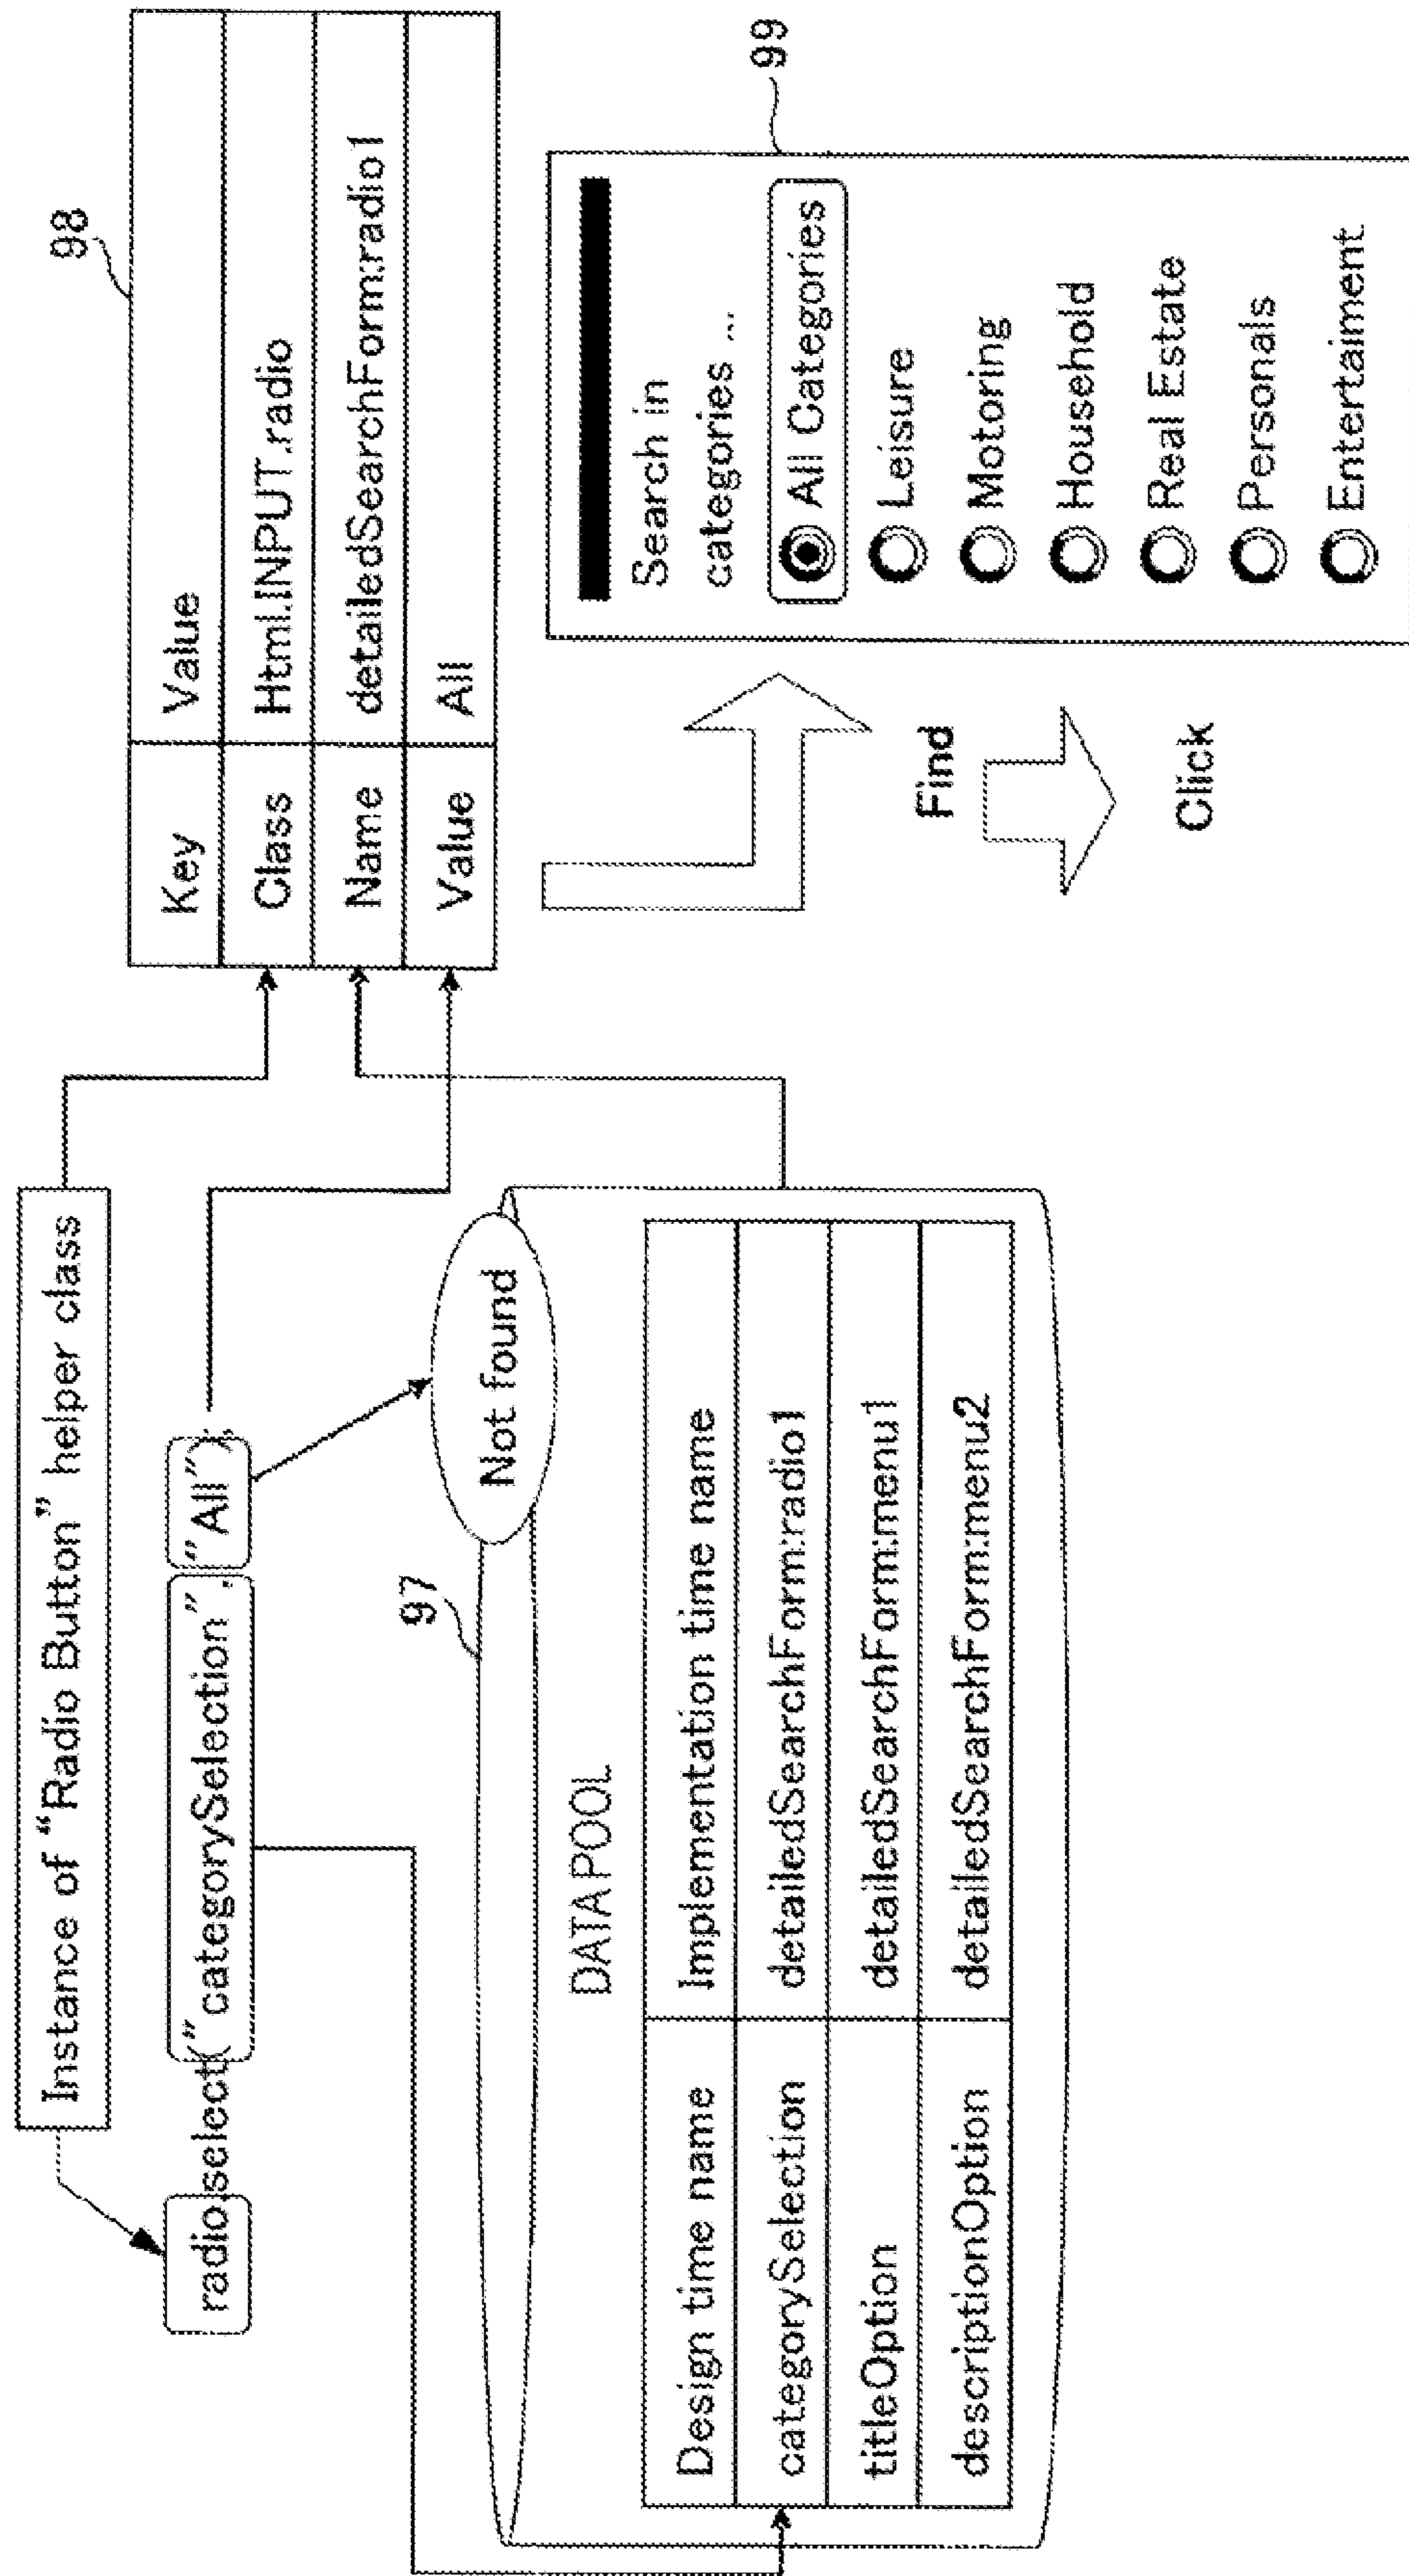 Instance of “Radio Button” helper class
radio.select(”categorySelection”,”All”);
Not found
97
DATAPOOL
Design time name Implementation time name
categorySelection detailedSearchForm:radio1
titleOption detailedSearchForm:menu1
descriptionOption detailedSearchForm:menu2
98
Key Value
Class Html.INPUT.radio
Name detailedSearchForm:radio1
Value All
Find
Click
99
Search in
categories ...
All Categories
Leisure
Motoring
Household
Real Estate
Personals
Entertaiment